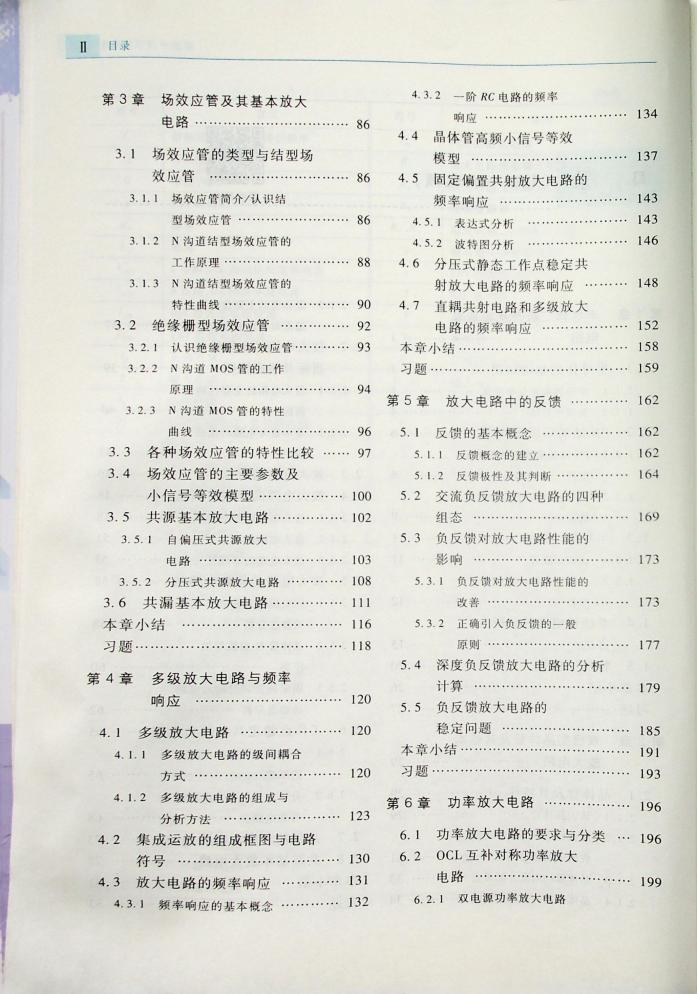 Ⅱ 目录
第3章 场效应管及其基本放大
电路 …………………… 86
3.1 场效应管的类型与结型场
效应管 …………………… 86
3.1.1 场效应管简介/认识结
型场效应管 …………………… 86
3.1.2 N沟道结型场效应管的
工作原理 …………………… 88
3.1.3 N沟道结型场效应管的
特性曲线 …………………… 90
3.2 绝缘栅型场效应管 ………… 92
3.2.1 认识绝缘栅型场效应管 ……… 93
3.2.2 N沟道MOS管的工作
原理 …………………… 94
3.2.3 N沟道MOS管的特性
曲线 …………………… 96
3.3 各种场效应管的特性比较 …… 97
3.4 场效应管的主要参数及
小信号等效模型 …………… 100
3.5 共源基本放大电路 ………… 102
3.5.1 自偏压式共源放大
电路 …………………… 103
3.5.2 分压式共源放大电路 ……… 108
3.6 共漏基本放大电路 ………… 111
本章小结 …………………… 116
习题 …………………… 118
第4章 多级放大电路与频率
响应 …………………… 120
4.1 多级放大电路 ……………… 120
4.1.1 多级放大电路的级间耦合
方式 …………………… 120
4.1.2 多级放大电路的组成与
分析方法 …………………… 123
4.2 集成运放的组成框图与电路
符号 …………………… 130
4.3 放大电路的频率响应 ……… 131
4.3.1 频率响应的基本概念 ……… 132
4.3.2 一阶RC电路的频率
响应 …………………… 134
4.4 晶体管高频小信号等效
模型 …………………… 137
4.5 固定偏置共射放大电路的
频率响应 …………………… 143
4.5.1 表达式分析 ……………… 143
4.5.2 波特图分析 ……………… 146
4.6 分压式静态工作点稳定共
射放大电路的频率响应 ……… 148
4.7 直耦共射电路和多级放大
电路的频率响应 …………… 152
本章小结 …………………… 158
习题 …………………… 159
第5章 放大电路中的反馈 ……… 162
5.1 反馈的基本概念 …………… 162
5.1.1 反馈概念的建立 …………… 162
5.1.2 反馈极性及其判断 ………… 164
5.2 交流负反馈放大电路的四种
组态 …………………… 169
5.3 负反馈对放大电路性能的
影响 …………………… 173
5.3.1 负反馈对放大电路性能的
改善 …………………… 173
5.3.2 正确引入负反馈的一般
原则 …………………… 177
5.4 深度负反馈放大电路的分析
计算 …………………… 179
5.5 负反馈放大电路的
稳定问题 …………………… 185
本章小结 …………………… 191
习题 …………………… 193
第6章 功率放大电路 ………… 196
6.1 功率放大电路的要求与分类 … 196
6.2 OCL互补对称功率放大
电路 …………………… 199
6.2.1 双电源功率放大电路